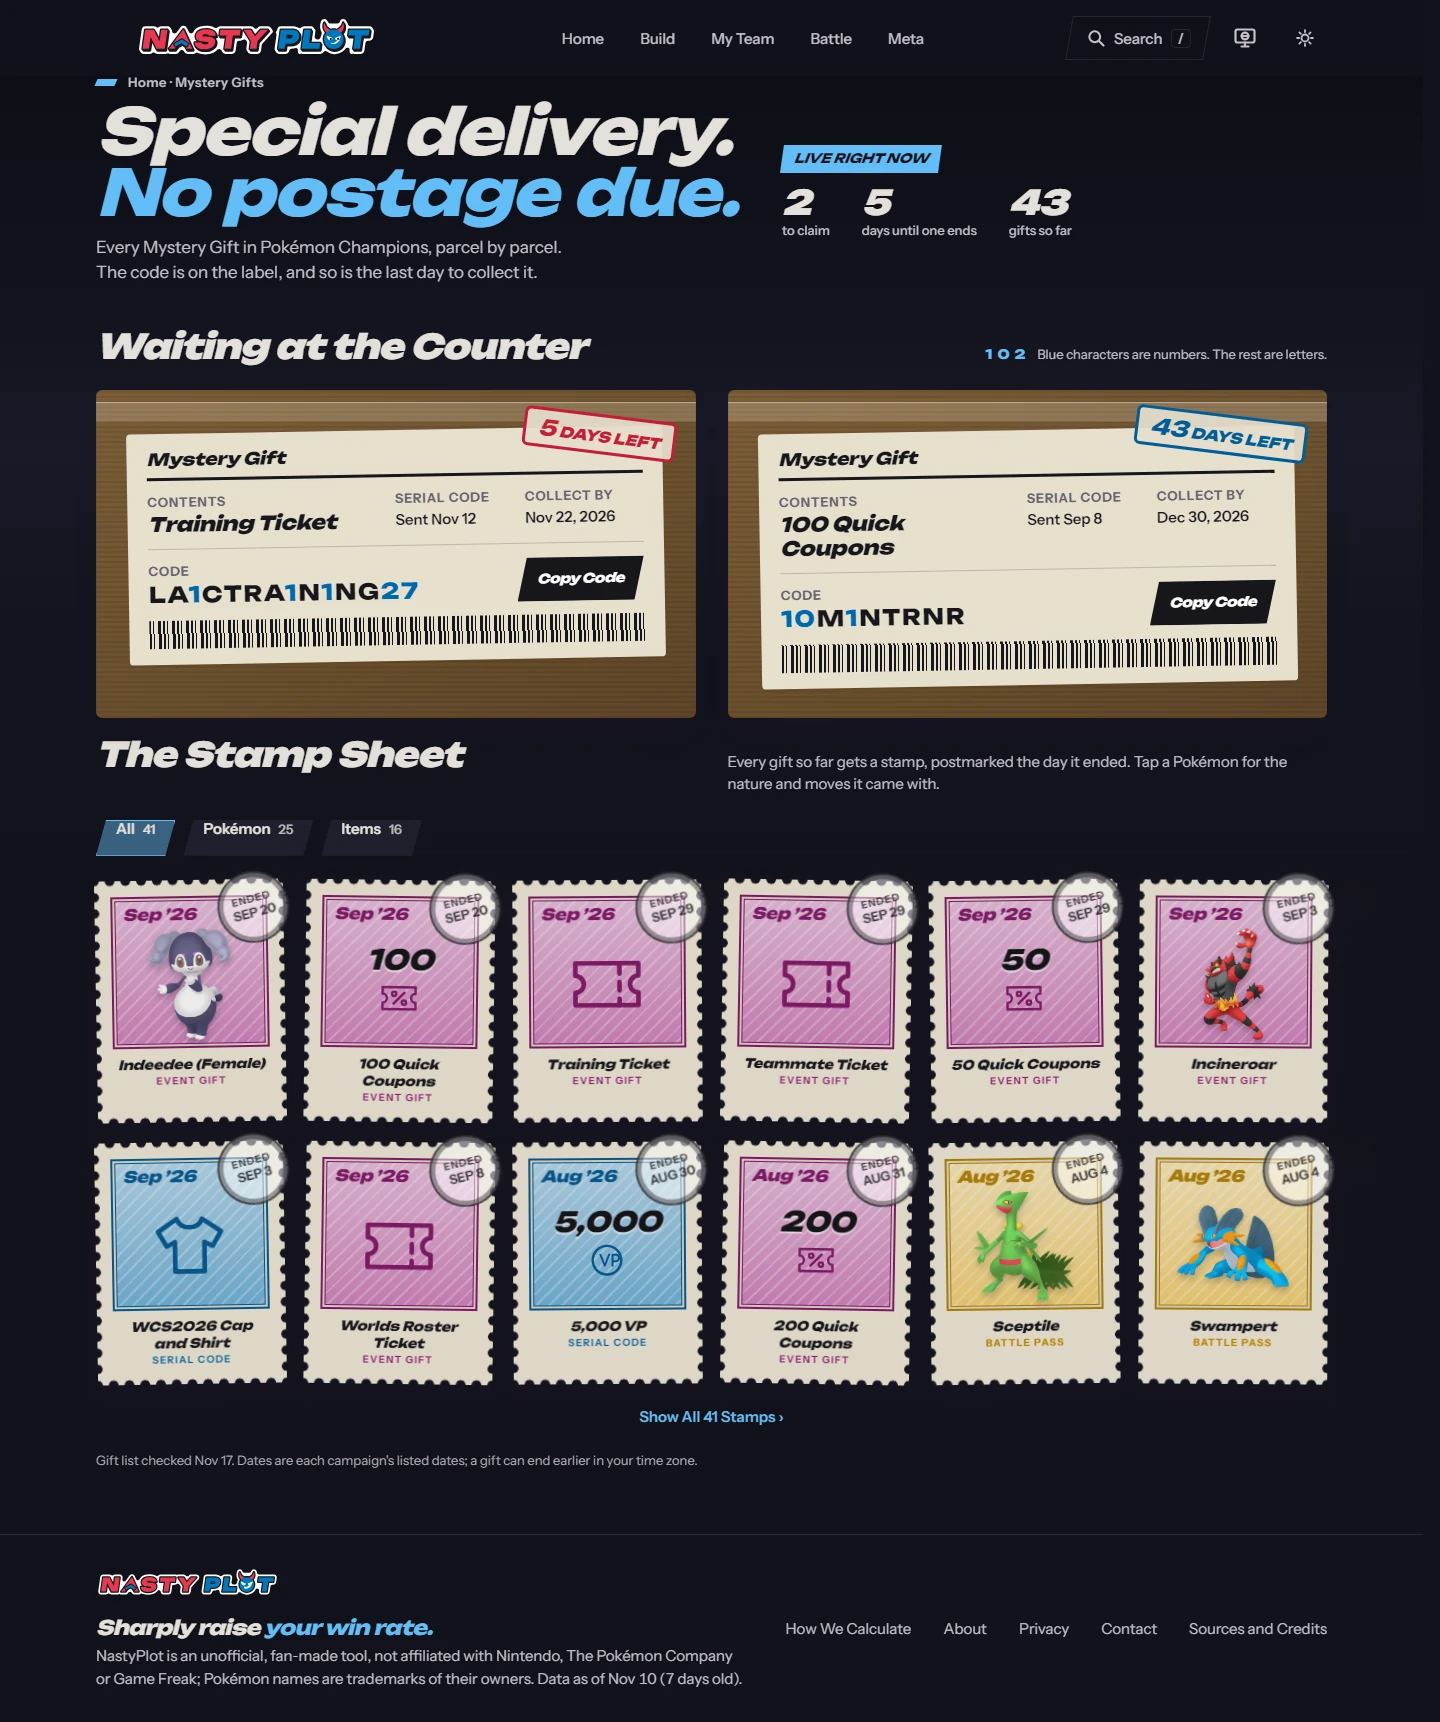 NASTY PLOT
Home
Build
My Team
Battle
Meta
Search /
Home · Mystery Gifts
Special delivery.
No postage due.
LIVE RIGHT NOW
2
to claim
5
days until one ends
43
gifts so far
Every Mystery Gift in Pokémon Champions, parcel by parcel.
The code is on the label, and so is the last day to collect it.
Waiting at the Counter
1 0 2 Blue characters are numbers. The rest are letters.
5 DAYS LEFT
Mystery Gift
CONTENTS
Training Ticket
SERIAL CODE
Sent Nov 12
COLLECT BY
Nov 22, 2026
CODE
LA1CTRA1N1NG27
Copy Code
43 DAYS LEFT
Mystery Gift
CONTENTS
100 Quick
Coupons
SERIAL CODE
Sent Sep 8
COLLECT BY
Dec 30, 2026
CODE
10M1NTRNR
Copy Code
The Stamp Sheet
Every gift so far gets a stamp, postmarked the day it ended. Tap a Pokémon for the
nature and moves it came with.
All 41
Pokémon 25
Items 16
Sep '26
ENDED
SEP 20
Indeedee (Female)
EVENT GIFT
Sep '26
ENDED
SEP 20
100
100 Quick
Coupons
EVENT GIFT
Sep '26
ENDED
SEP 29
Training Ticket
EVENT GIFT
Sep '26
ENDED
SEP 29
Teammate Ticket
EVENT GIFT
Sep '26
ENDED
SEP 29
50
50 Quick Coupons
EVENT GIFT
Sep '26
ENDED
SEP 3
Incineroar
EVENT GIFT
Sep '26
ENDED
SEP 3
WCS2026 Cap
and Shirt
SERIAL CODE
Sep '26
ENDED
SEP 8
Worlds Roster
Ticket
EVENT GIFT
Aug '26
ENDED
AUG 30
5,000
VP
5,000 VP
SERIAL CODE
Aug '26
ENDED
AUG 31
200
200 Quick
Coupons
EVENT GIFT
Aug '26
ENDED
AUG 4
Sceptile
BATTLE PASS
Aug '26
ENDED
AUG 4
Swampert
BATTLE PASS
Show All 41 Stamps ›
Gift list checked Nov 17. Dates are each campaign's listed dates; a gift can end earlier in your time zone.
NASTY PLOT
Sharply raise your win rate.
NastyPlot is an unofficial, fan-made tool, not affiliated with Nintendo, The Pokémon Company
or Game Freak; Pokémon names are trademarks of their owners. Data as of Nov 10 (7 days old).
How We Calculate
About
Privacy
Contact
Sources and Credits